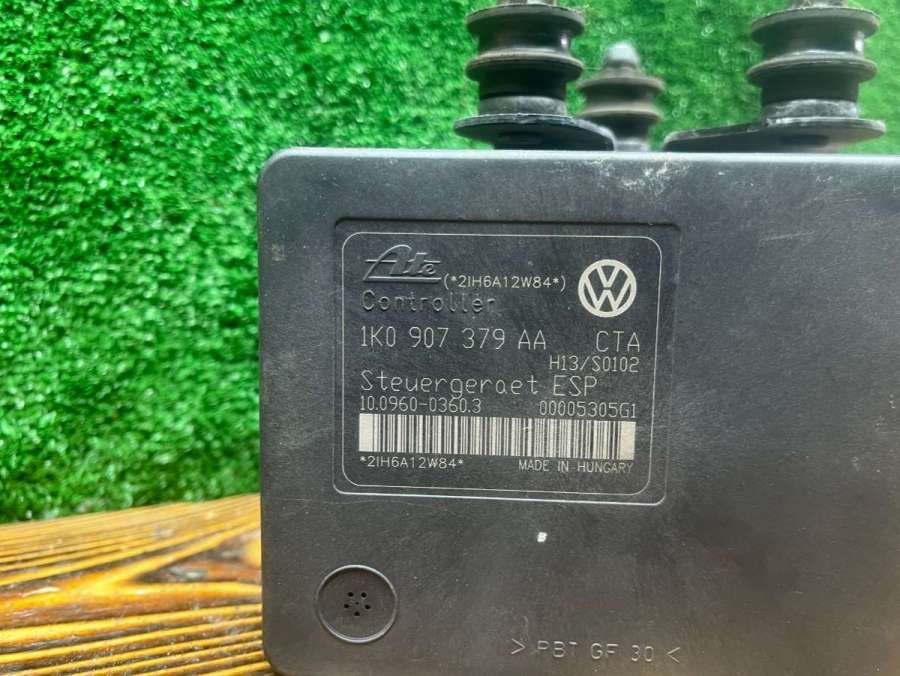 Ate (*2IH6A12W84*)
Controller
1K0 907 379 AA CTA
H13/S0102
Steuergeraet ESP
10.0960-0360.3 00005305G1
*2IH6A12W84* MADE IN HUNGARY
> PBT GF 30 <